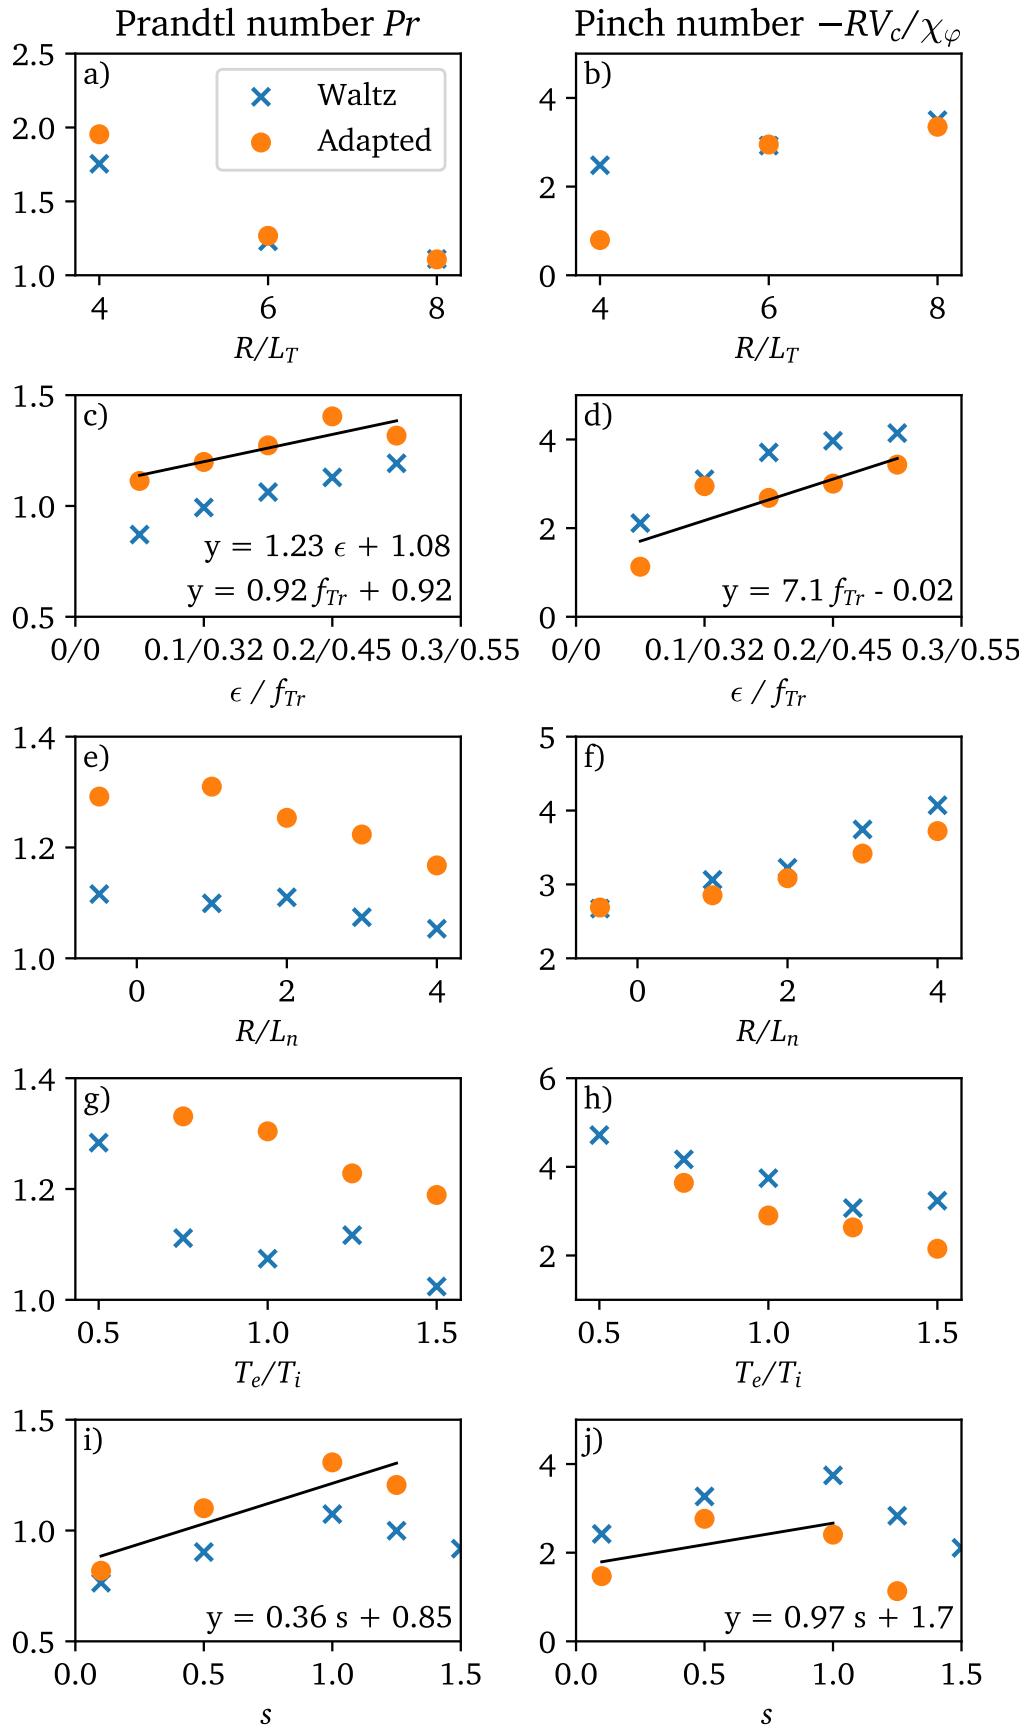 Prandtl number Pr
Pinch number −RV_c/χ_φ
a)
Waltz
Adapted
2.5
2.0
1.5
1.0
4 6 8
R/L_T
b)
4
2
0
4 6 8
R/L_T
c)
1.5
1.0
0.5
y = 1.23 ϵ + 1.08
y = 0.92 f_Tr + 0.92
0/0 0.1/0.32 0.2/0.45 0.3/0.55
ϵ / f_Tr
d)
4
2
0
y = 7.1 f_Tr - 0.02
0/0 0.1/0.32 0.2/0.45 0.3/0.55
ϵ / f_Tr
e)
1.4
1.2
1.0
0 2 4
R/L_n
f)
5
4
3
2
0 2 4
R/L_n
g)
1.4
1.2
1.0
0.5 1.0 1.5
T_e/T_i
h)
6
4
2
0.5 1.0 1.5
T_e/T_i
i)
1.5
1.0
0.5
y = 0.36 s + 0.85
0.0 0.5 1.0 1.5
s
j)
4
2
0
y = 0.97 s + 1.7
0.0 0.5 1.0 1.5
s